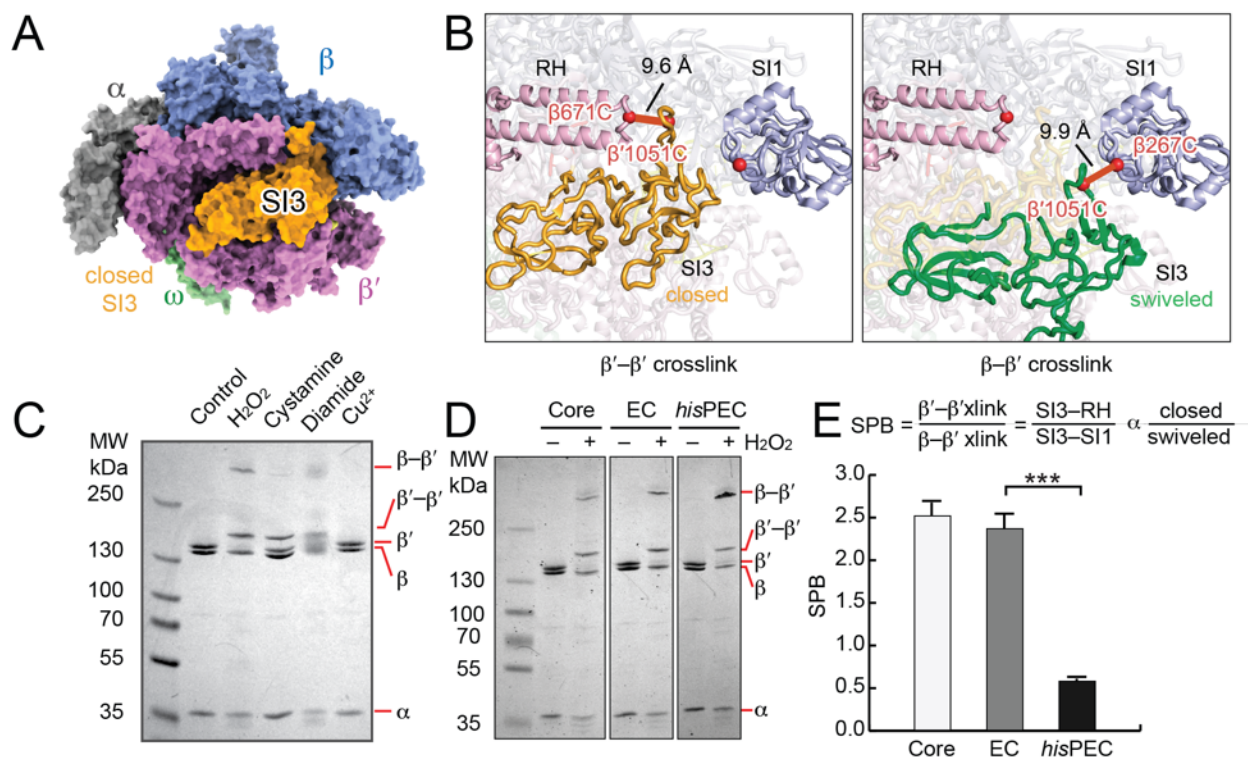 A
α
β
SI3
closed
SI3
ω
β′
B
RH
9.6 Å
SI1
β671C
β′1051C
SI3
closed
β′–β′ crosslink
RH
SI1
9.9 Å
β267C
β′1051C
SI3
swiveled
β–β′ crosslink
C
Control
H₂O₂
Cystamine
Diamide
Cu²⁺
MW
kDa
250
130
100
70
55
35
β–β′
β′–β′
β′
β
α
D
Core EC hisPEC
– + – + – + H₂O₂
MW
kDa
250
130
100
70
55
35
β–β′
β′–β′
β′
β
α
E
SPB = β′–β′xlink / β–β′ xlink = SI3–RH / SI3–SI1 α closed / swiveled
3.0
2.5
2.0
1.5
1.0
0.5
0.0
SPB
***
Core EC hisPEC